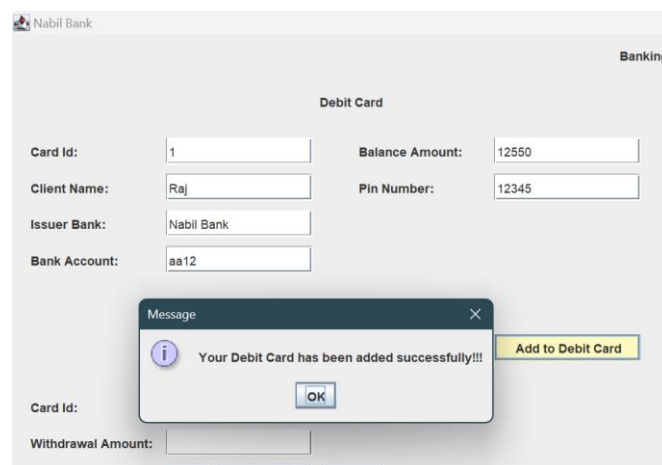 Nabil Bank
Debit Card
Card Id: 1 Balance Amount: 12550
Client Name: Raj Pin Number: 12345
Issuer Bank: Nabil Bank
Bank Account: aa12
Message
Your Debit Card has been added successfully!!!
Add to Debit Card
OK
Card Id:
Withdrawal Amount: